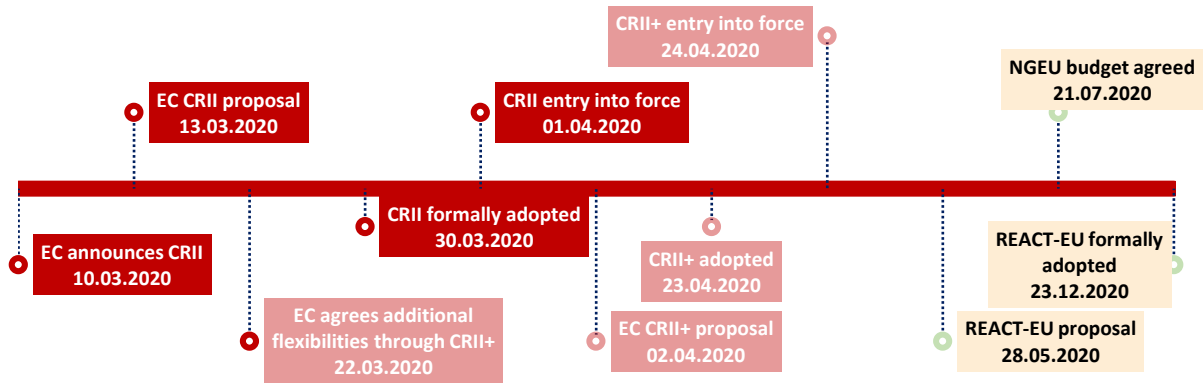 CRII+ entry into force
24.04.2020
NGEU budget agreed
21.07.2020
EC CRII proposal
13.03.2020
CRII entry into force
01.04.2020
CRII formally adopted
30.03.2020
EC announces CRII
10.03.2020
CRII+ adopted
23.04.2020
REACT-EU formally
adopted
23.12.2020
EC agrees additional
flexibilities through CRII+
22.03.2020
EC CRII+ proposal
02.04.2020
REACT-EU proposal
28.05.2020